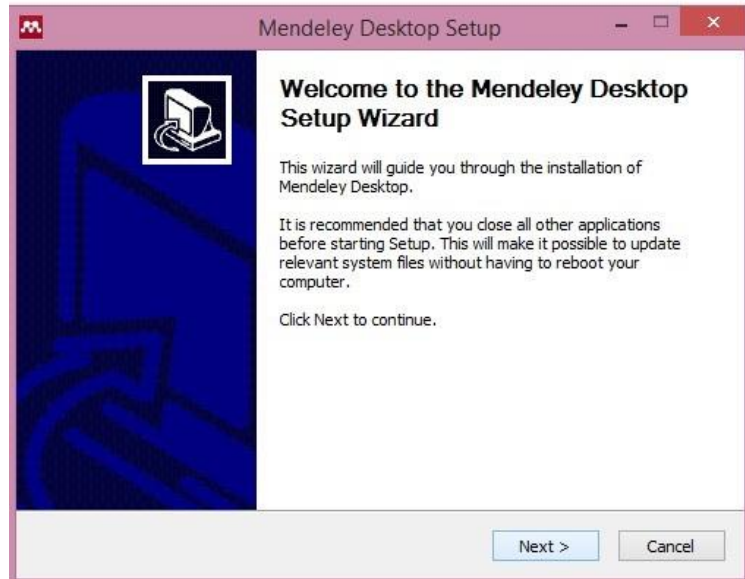 Mendeley Desktop Setup
Welcome to the Mendeley Desktop
Setup Wizard
This wizard will guide you through the installation of
Mendeley Desktop.
It is recommended that you close all other applications
before starting Setup. This will make it possible to update
relevant system files without having to reboot your
computer.
Click Next to continue.
Next >
Cancel